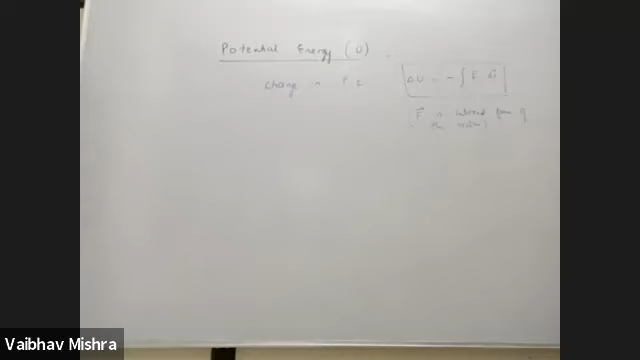 Potential Energy (U)
Change in P E
ΔU = - ∫ F⃗ · dr⃗
F⃗ is internal force of
the system
Vaibhav Mishra